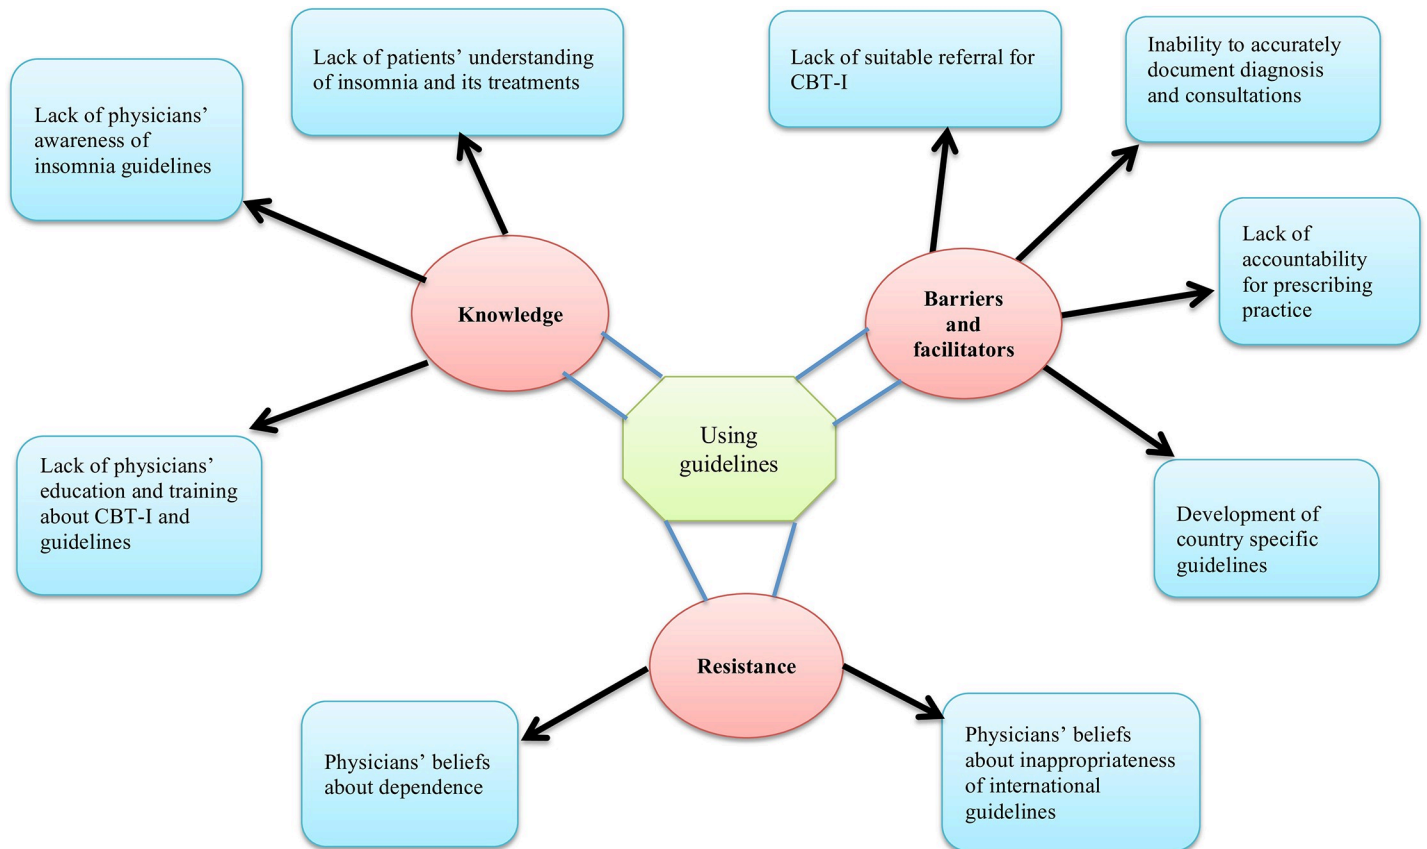 Lack of patients’ understanding
of insomnia and its treatments
Lack of suitable referral for
CBT-I
Inability to accurately
document diagnosis
and consultations
Lack of physicians’
awareness of
insomnia guidelines
Lack of
accountability
for prescribing
practice
Knowledge
Barriers
and
facilitators
Using
guidelines
Lack of physicians’
education and training
about CBT-I and
guidelines
Development of
country specific
guidelines
Resistance
Physicians’ beliefs
about dependence
Physicians’ beliefs
about inappropriateness
of international
guidelines